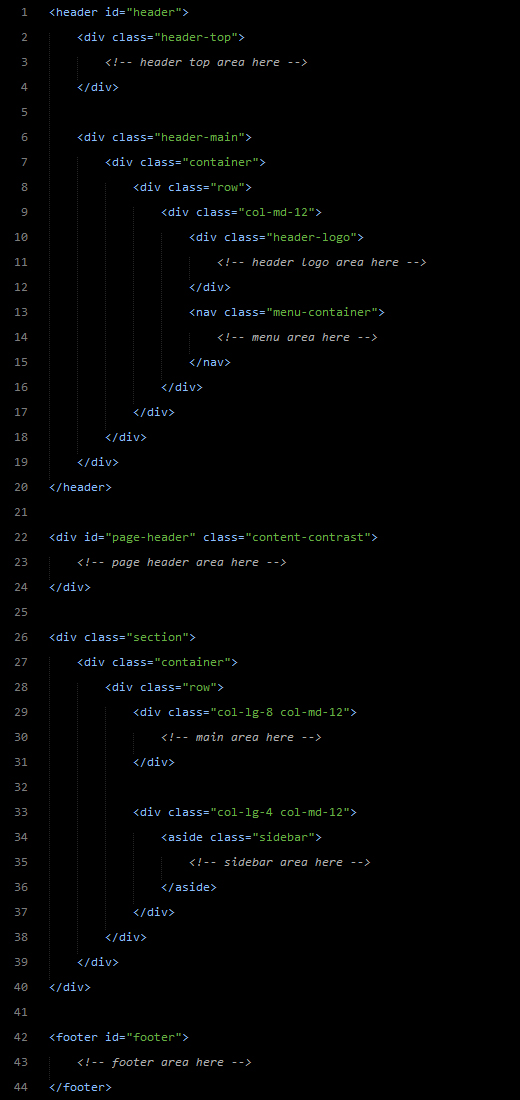 1 <header id="header">
2     <div class="header-top">
3         <!-- header top area here -->
4     </div>
5
6     <div class="header-main">
7         <div class="container">
8             <div class="row">
9                 <div class="col-md-12">
10                     <div class="header-logo">
11                         <!-- header logo area here -->
12                     </div>
13                     <nav class="menu-container">
14                         <!-- menu area here -->
15                     </nav>
16                 </div>
17             </div>
18         </div>
19     </div>
20 </header>
21
22 <div id="page-header" class="content-contrast">
23     <!-- page header area here -->
24 </div>
25
26 <div class="section">
27     <div class="container">
28         <div class="row">
29             <div class="col-lg-8 col-md-12">
30                 <!-- main area here -->
31             </div>
32
33             <div class="col-lg-4 col-md-12">
34                 <aside class="sidebar">
35                     <!-- sidebar area here -->
36                 </aside>
37             </div>
38         </div>
39     </div>
40 </div>
41
42 <footer id="footer">
43     <!-- footer area here -->
44 </footer>